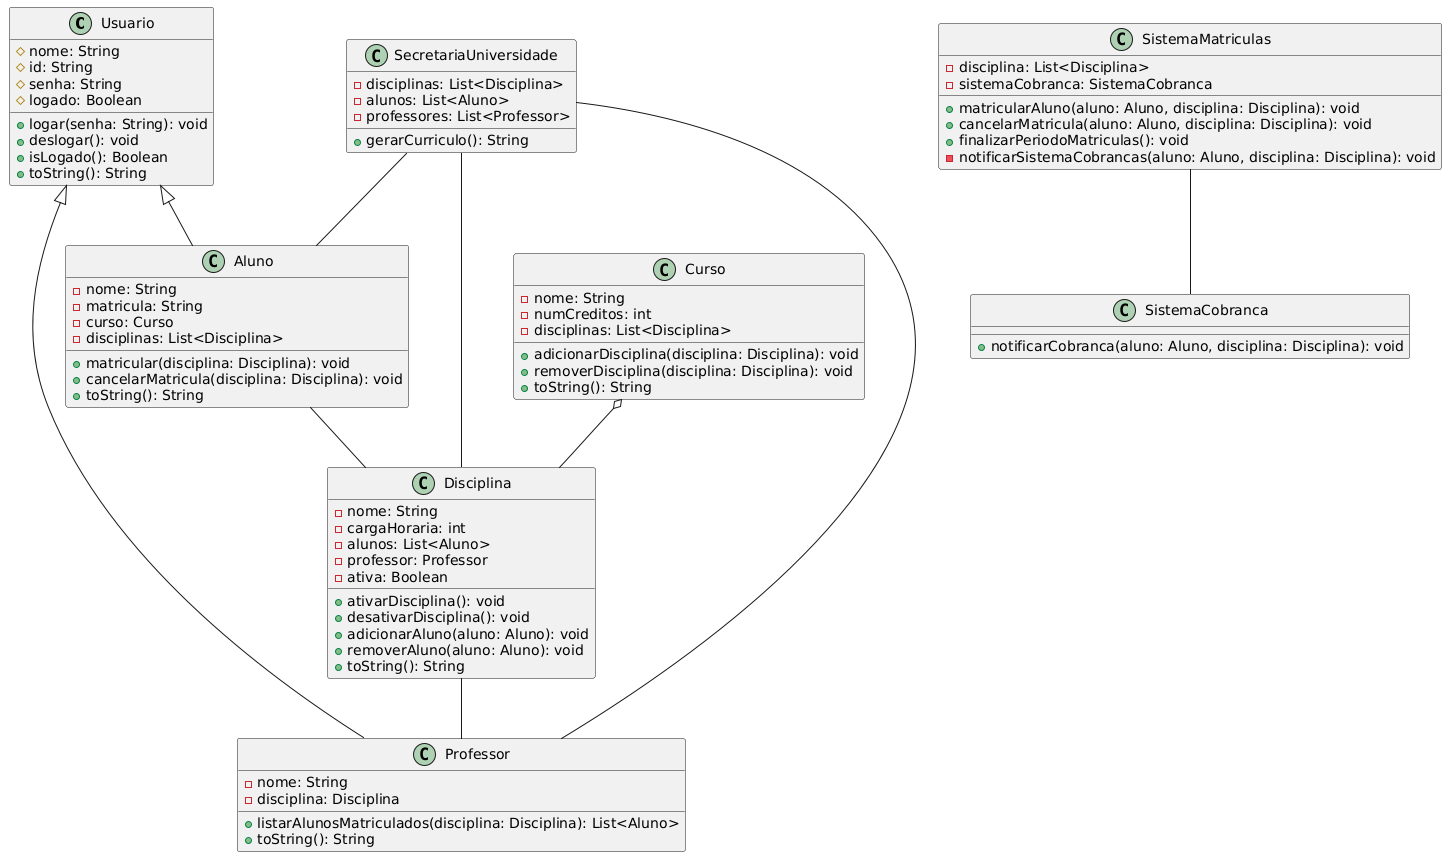 C Usuario
nome: String
id: String
senha: String
logado: Boolean
logar(senha: String): void
deslogar(): void
isLogado(): Boolean
toString(): String
C SecretariaUniversidade
disciplinas: List<Disciplina>
alunos: List<Aluno>
professores: List<Professor>
gerarCurriculo(): String
C SistemaMatriculas
disciplina: List<Disciplina>
sistemaCobranca: SistemaCobranca
matricularAluno(aluno: Aluno, disciplina: Disciplina): void
cancelarMatricula(aluno: Aluno, disciplina: Disciplina): void
finalizarPeriodoMatriculas(): void
notificarSistemaCobrancas(aluno: Aluno, disciplina: Disciplina): void
C Aluno
nome: String
matricula: String
curso: Curso
disciplinas: List<Disciplina>
matricular(disciplina: Disciplina): void
cancelarMatricula(disciplina: Disciplina): void
toString(): String
C Curso
nome: String
numCreditos: int
disciplinas: List<Disciplina>
adicionarDisciplina(disciplina: Disciplina): void
removerDisciplina(disciplina: Disciplina): void
toString(): String
C SistemaCobranca
notificarCobranca(aluno: Aluno, disciplina: Disciplina): void
C Disciplina
nome: String
cargaHoraria: int
alunos: List<Aluno>
professor: Professor
ativa: Boolean
ativarDisciplina(): void
desativarDisciplina(): void
adicionarAluno(aluno: Aluno): void
removerAluno(aluno: Aluno): void
toString(): String
C Professor
nome: String
disciplina: Disciplina
listarAlunosMatriculados(disciplina: Disciplina): List<Aluno>
toString(): String